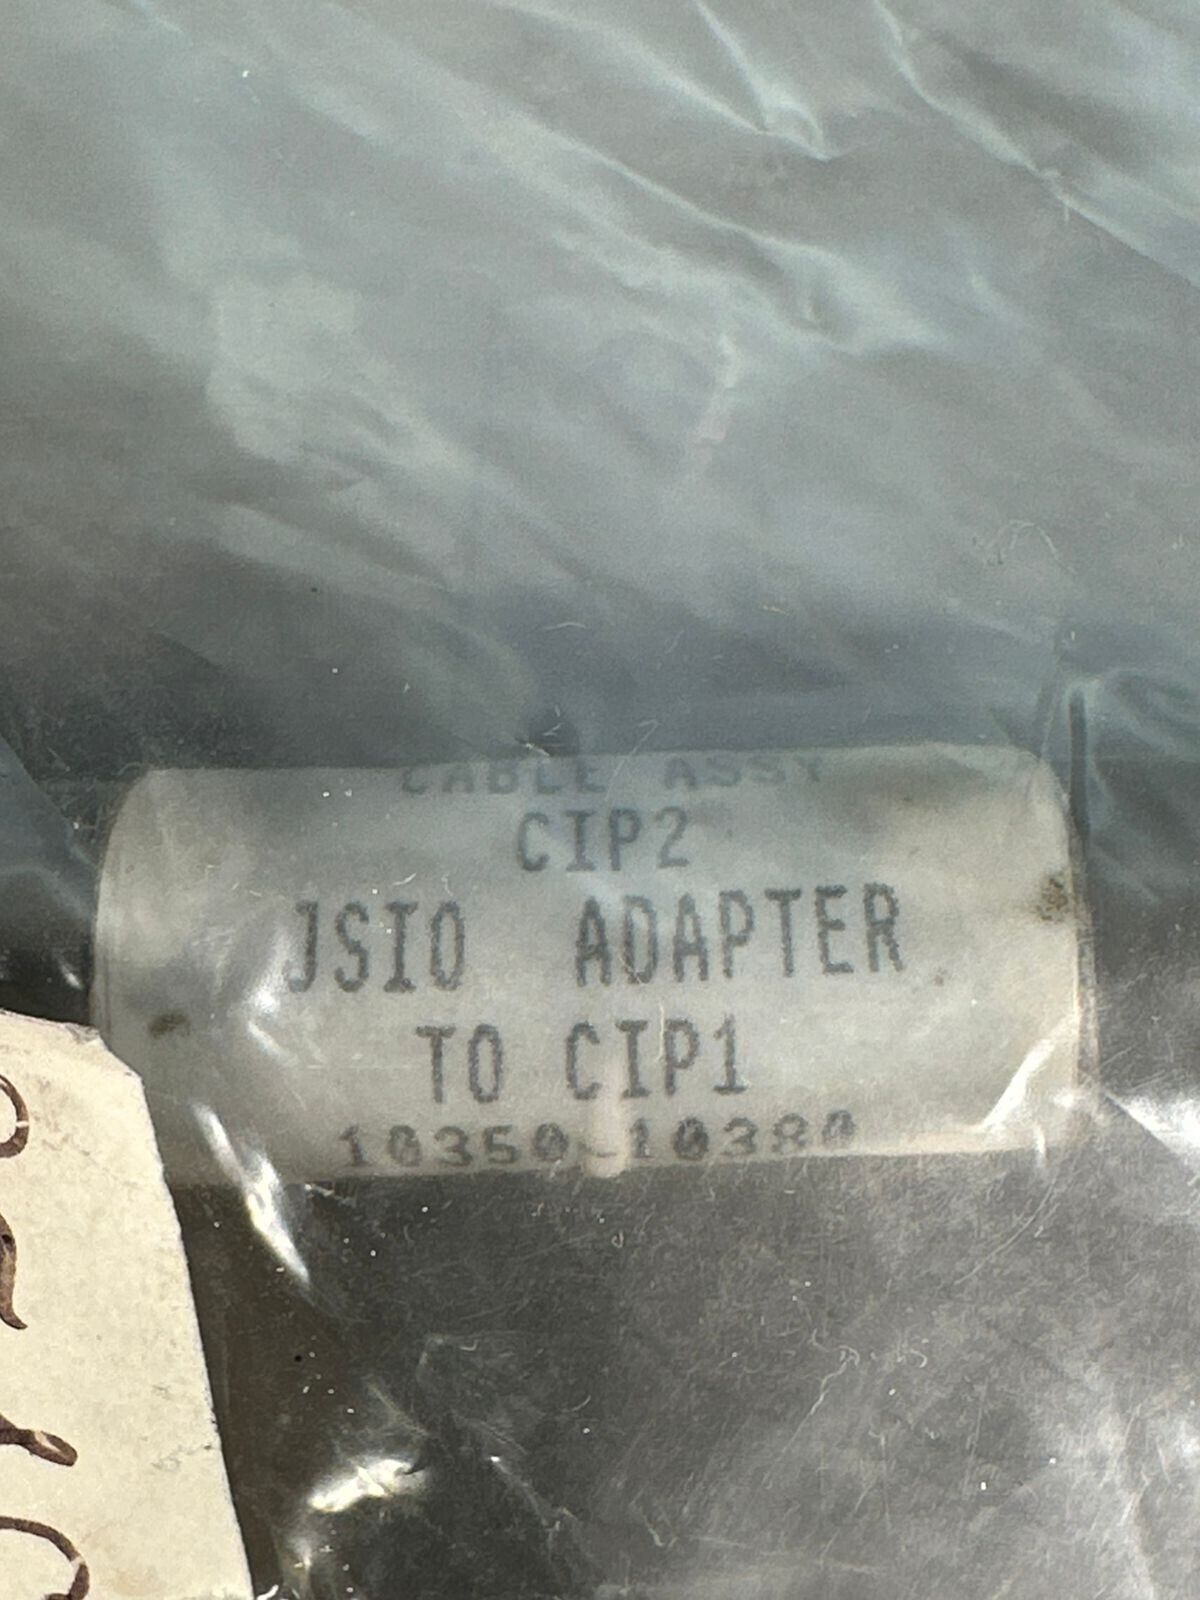 CABLE ASSY
CIP2
JSIO ADAPTER
TO CIP1
10350-10380